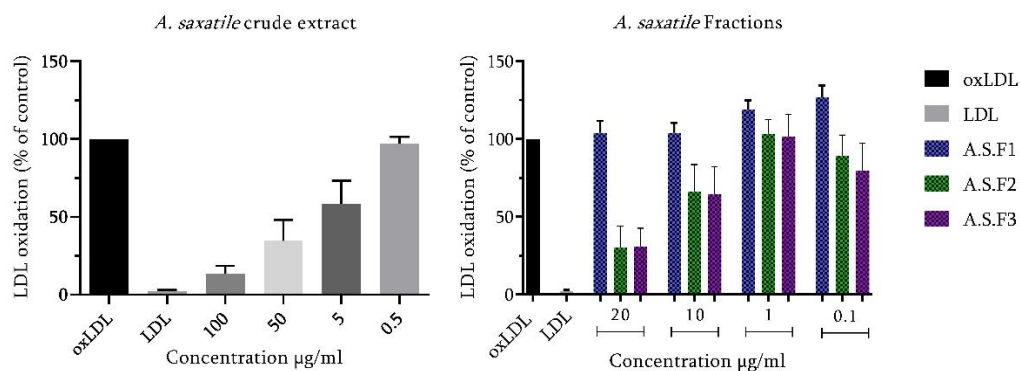 A. saxatile crude extract
LDL oxidation (% of control)
150
100
50
0
oxLDL
LDL
100
50
5
0.5
Concentration µg/ml
A. saxatile Fractions
LDL oxidation (% of control)
150
100
50
0
oxLDL
LDL
20
10
1
0.1
Concentration µg/ml
oxLDL
LDL
A.S.F1
A.S.F2
A.S.F3